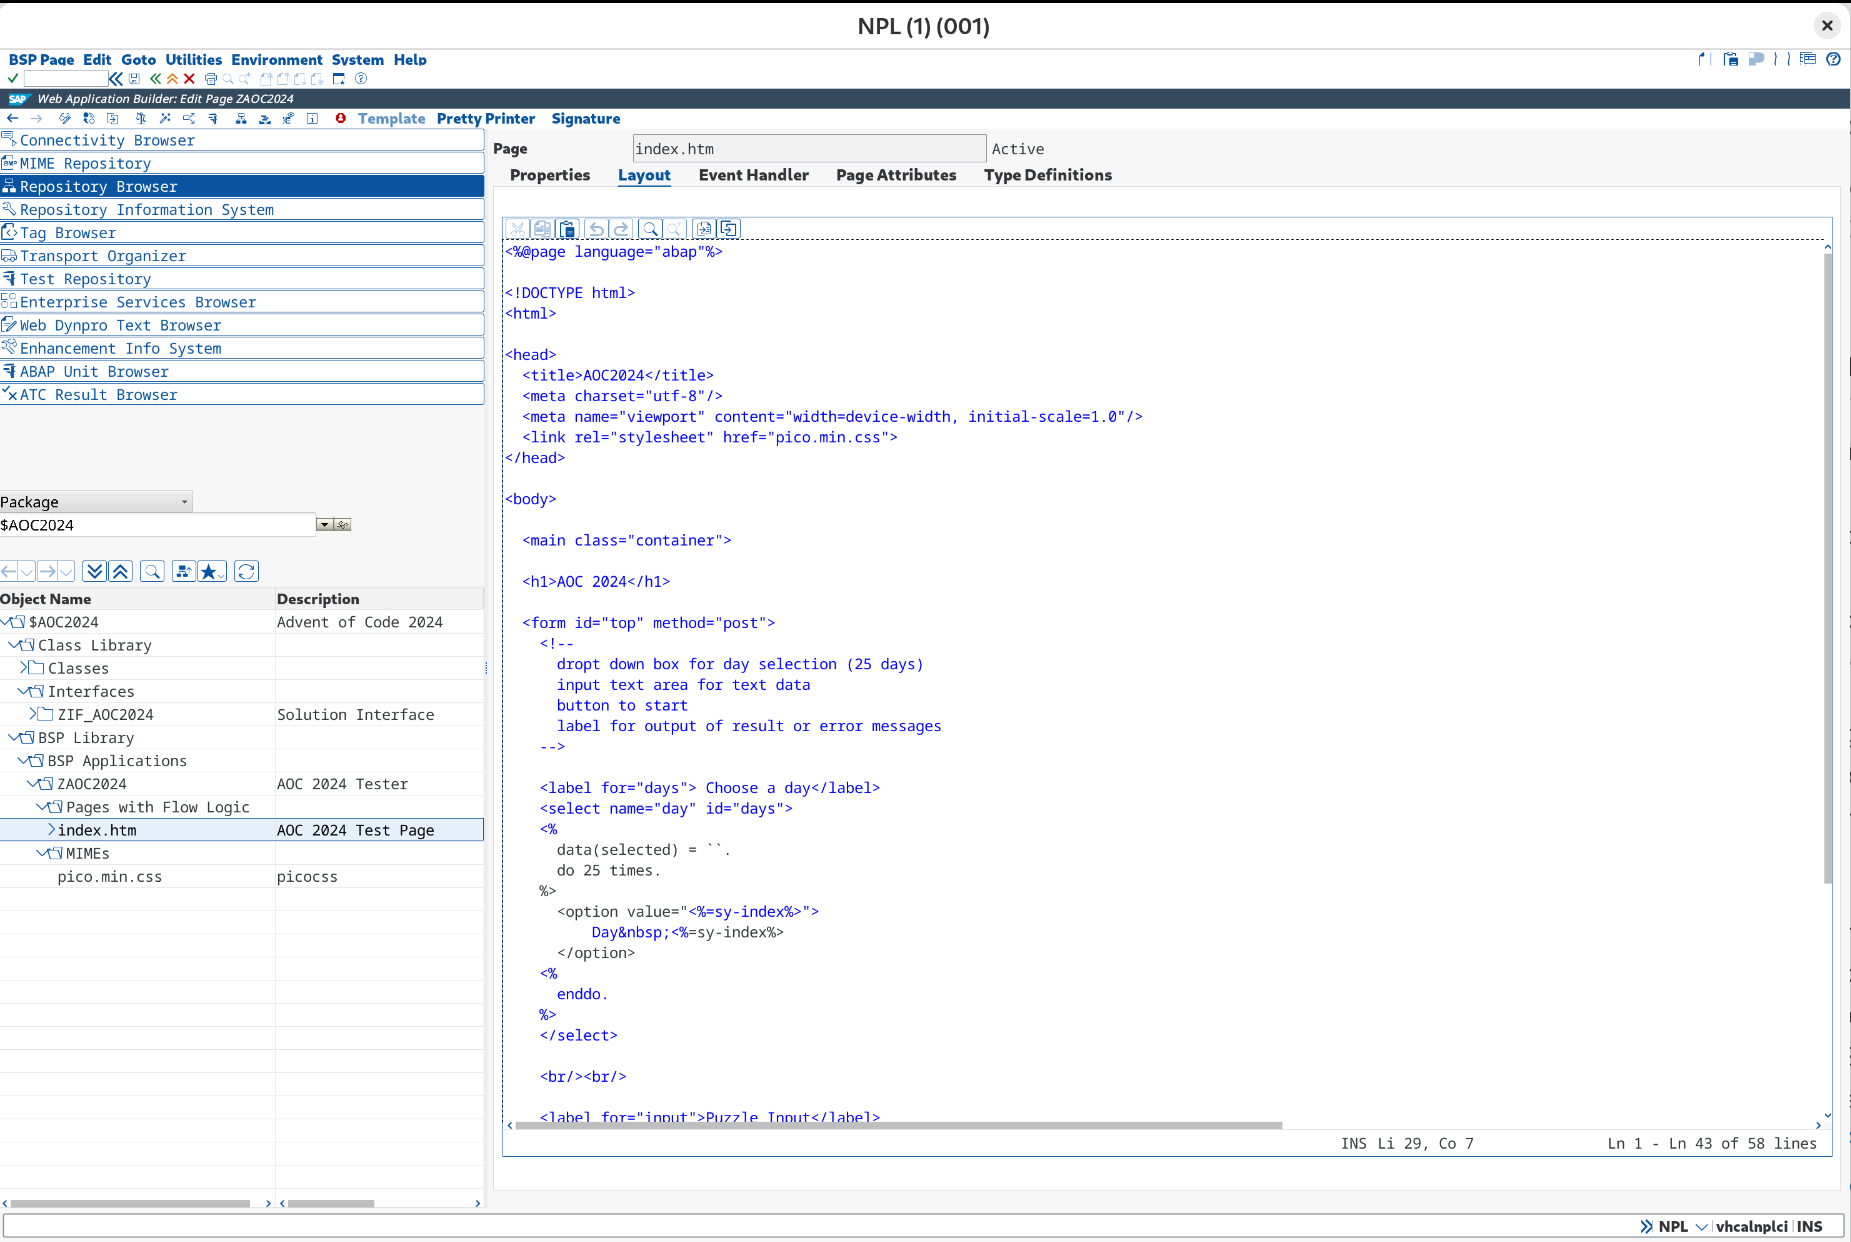 NPL (1) (001)
BSP Page Edit Goto Utilities Environment System Help
SAP Web Application Builder: Edit Page ZAOC2024
Template Pretty Printer Signature
Connectivity Browser
MIME Repository
Repository Browser
Repository Information System
Tag Browser
Transport Organizer
Test Repository
Enterprise Services Browser
Web Dynpro Text Browser
Enhancement Info System
ABAP Unit Browser
ATC Result Browser
Package
$AOC2024
Object Name Description
$AOC2024 Advent of Code 2024
Class Library
Classes
Interfaces
ZIF_AOC2024 Solution Interface
BSP Library
BSP Applications
ZAOC2024 AOC 2024 Tester
Pages with Flow Logic
index.htm AOC 2024 Test Page
MIMEs
pico.min.css picocss
Page index.htm Active
Properties Layout Event Handler Page Attributes Type Definitions
<%@page language="abap"%>
<!DOCTYPE html>
<html>
<head>
<title>AOC2024</title>
<meta charset="utf-8"/>
<meta name="viewport" content="width=device-width, initial-scale=1.0"/>
<link rel="stylesheet" href="pico.min.css">
</head>
<body>
<main class="container">
<h1>AOC 2024</h1>
<form id="top" method="post">
<!--
dropt down box for day selection (25 days)
input text area for text data
button to start
label for output of result or error messages
-->
<label for="days"> Choose a day</label>
<select name="day" id="days">
<%
data(selected) = ``.
do 25 times.
%>
<option value="<%=sy-index%>">
Day&nbsp;<%=sy-index%>
</option>
<%
enddo.
%>
</select>
<br/><br/>
<label for="input">Puzzle Input</label>
INS Li 29, Co 7 Ln 1 - Ln 43 of 58 lines
NPL vhcalnplci INS